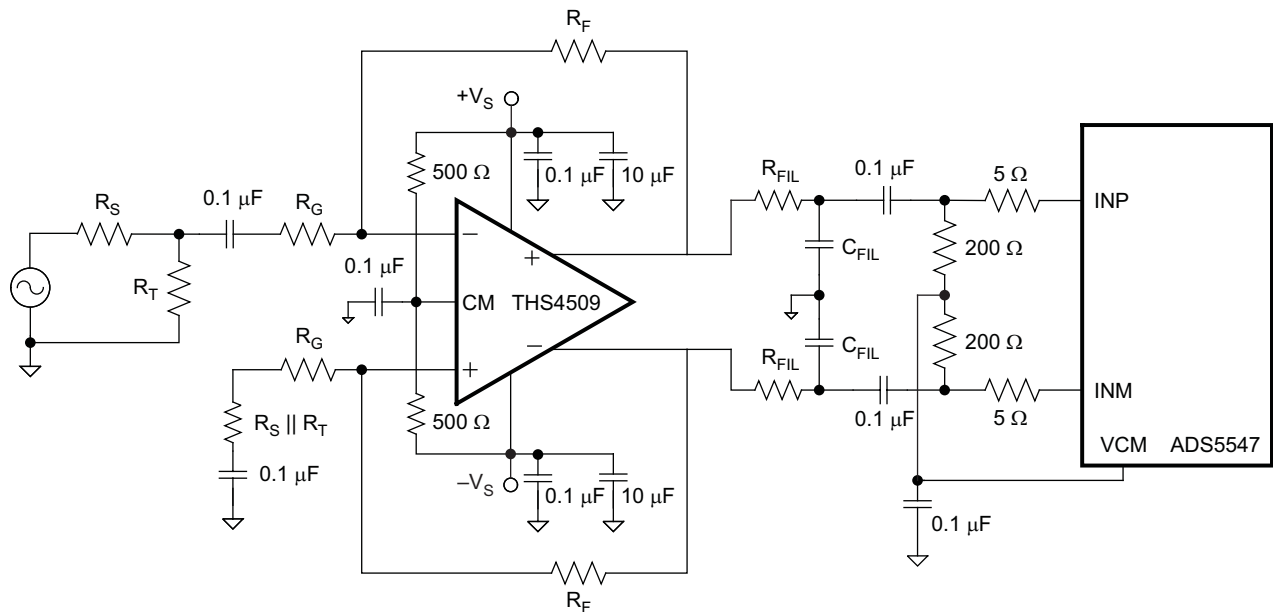 R_F
+V_S
500 Ω
0.1 μF
10 μF
R_S
0.1 μF
R_G
R_T
0.1 μF
−
+
CM
THS4509
+
−
R_G
R_S || R_T
0.1 μF
500 Ω
–V_S
0.1 μF
10 μF
R_F
R_FIL
0.1 μF
5 Ω
INP
C_FIL
200 Ω
C_FIL
200 Ω
R_FIL
0.1 μF
5 Ω
INM
VCM
ADS5547
0.1 μF